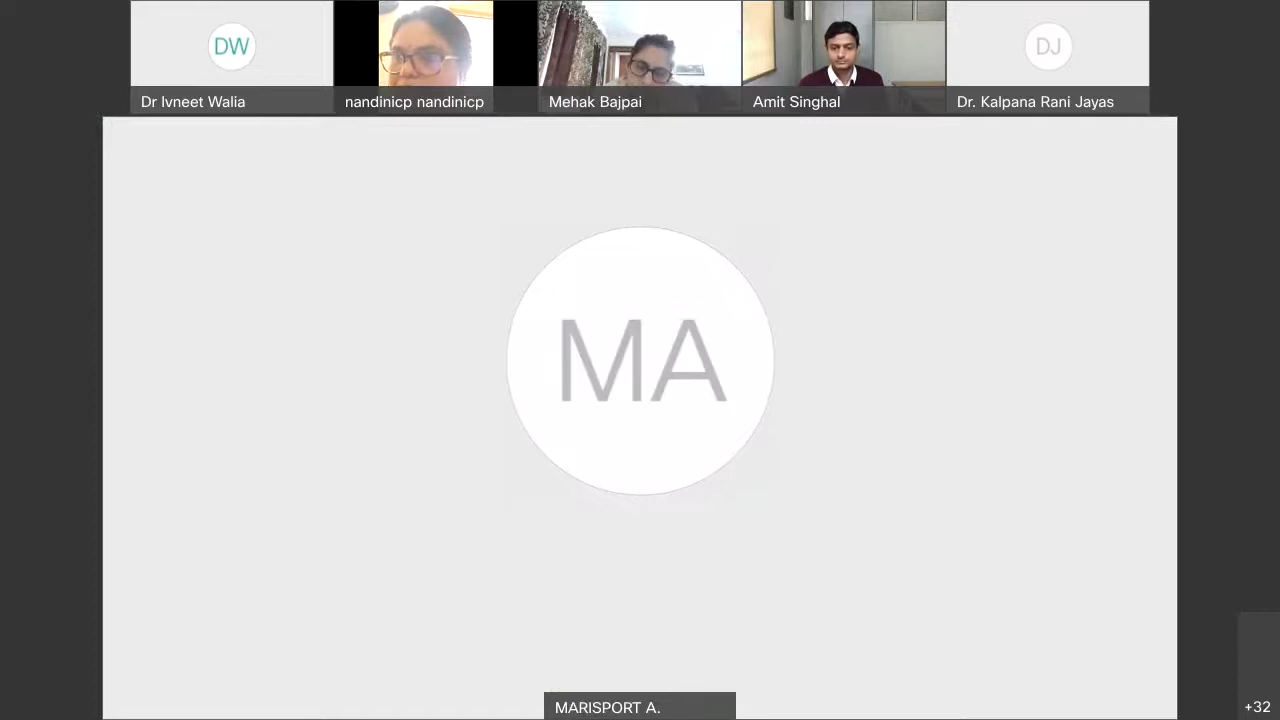 DW
Dr Ivneet Walia
nandinicp nandinicp
Mehak Bajpai
Amit Singhal
DJ
Dr. Kalpana Rani Jayas
MA
MARISPORT A.
+32